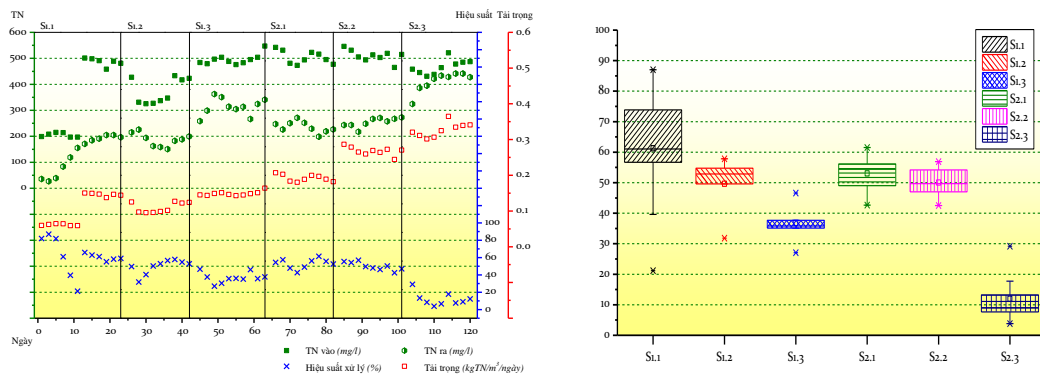 TN Hiệu suất Tải trọng
S1.1 S1.2 S1.3 S2.1 S2.2 S2.3
600
500
400
300
200
100
0
100
80
60
40
20
0
0.6
0.5
0.4
0.3
0.2
0.1
0.0
0 10 20 30 40 50 60 70 80 90 100 110 120
Ngày
TN vào (mg/l) TN ra (mg/l)
Hiệu suất xử lý (%) Tải trọng (kgTN/m³/ngày)
100
90
80
70
60
50
40
30
20
10
0
S1.1 S1.2 S1.3 S2.1 S2.2 S2.3
S1.1
S1.2
S1.3
S2.1
S2.2
S2.3